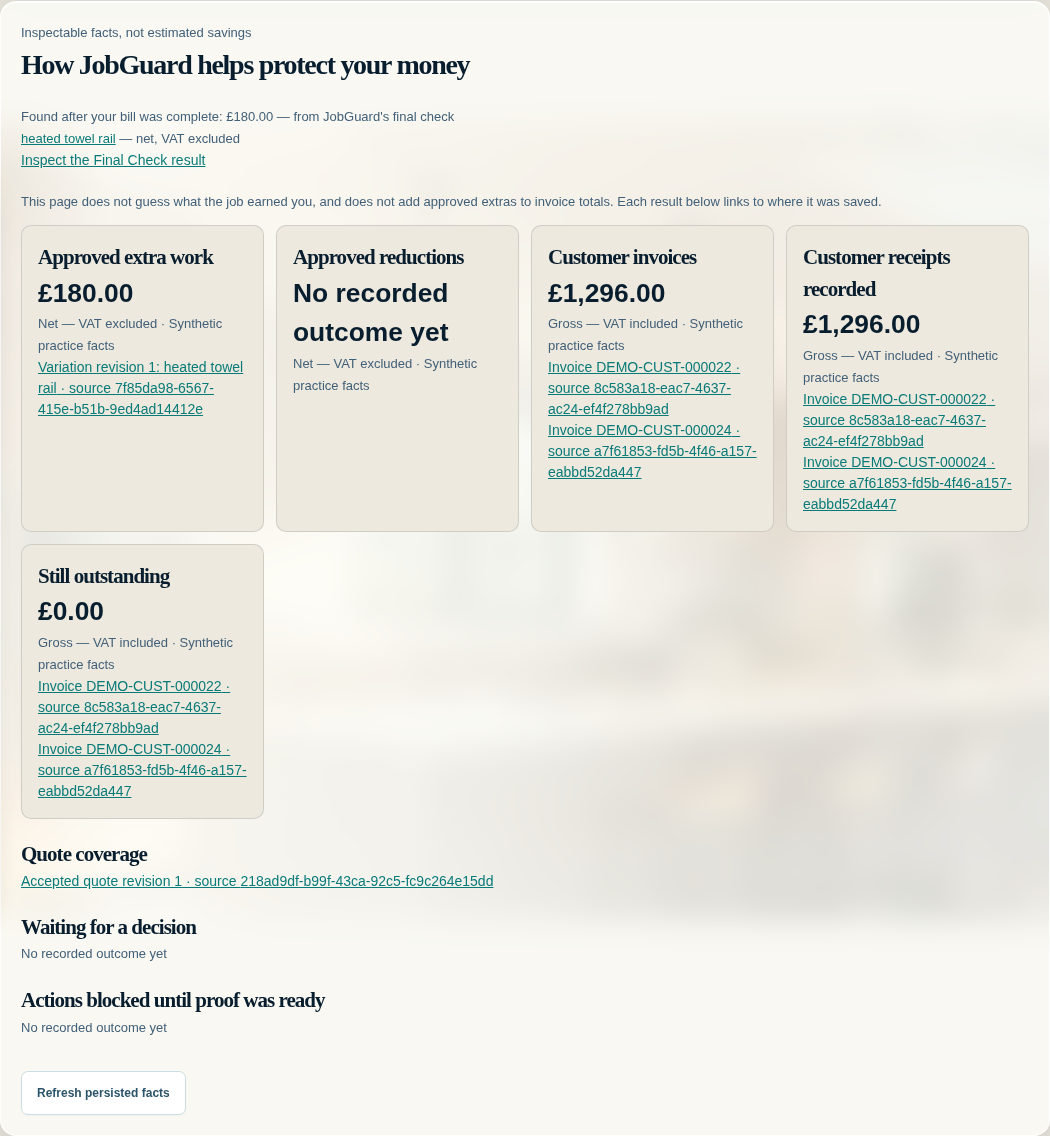 Inspectable facts, not estimated savings
How JobGuard helps protect your money
Found after your bill was complete: £180.00 — from JobGuard's final check
heated towel rail — net, VAT excluded
Inspect the Final Check result
This page does not guess what the job earned you, and does not add approved extras to invoice totals. Each result below links to where it was saved.
Approved extra work
£180.00
Net — VAT excluded · Synthetic
practice facts
Variation revision 1: heated towel
rail · source 7f85da98-6567-
415e-b51b-9ed4ad14412e
Approved reductions
No recorded
outcome yet
Net — VAT excluded · Synthetic
practice facts
Customer invoices
£1,296.00
Gross — VAT included · Synthetic
practice facts
Invoice DEMO-CUST-000022 ·
source 8c583a18-eac7-4637-
ac24-ef4f278bb9ad
Invoice DEMO-CUST-000024 ·
source a7f61853-fd5b-4f46-a157-
eabbd52da447
Customer receipts
recorded
£1,296.00
Gross — VAT included · Synthetic
practice facts
Invoice DEMO-CUST-000022 ·
source 8c583a18-eac7-4637-
ac24-ef4f278bb9ad
Invoice DEMO-CUST-000024 ·
source a7f61853-fd5b-4f46-a157-
eabbd52da447
Still outstanding
£0.00
Gross — VAT included · Synthetic
practice facts
Invoice DEMO-CUST-000022 ·
source 8c583a18-eac7-4637-
ac24-ef4f278bb9ad
Invoice DEMO-CUST-000024 ·
source a7f61853-fd5b-4f46-a157-
eabbd52da447
Quote coverage
Accepted quote revision 1 · source 218ad9df-b99f-43ca-92c5-fc9c264e15dd
Waiting for a decision
No recorded outcome yet
Actions blocked until proof was ready
No recorded outcome yet
Refresh persisted facts